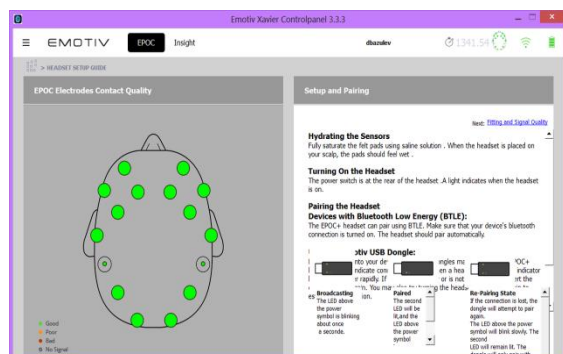 Emotiv Xavier Controlpanel 3.3.3
EMOTIV
EPOC
Insight
dbazulev
1341.54
> HEADSET SETUP GUIDE
EPOC Electrodes Contact Quality
Good
Poor
Bad
No Signal
Setup and Pairing
Next: Fitting and Signal Quality
Hydrating the Sensors
Fully saturate the felt pads using saline solution . When the headset is placed on
your scalp, the pads should feel wet .
Turning On the Headset
The power switch is at the rear of the headset .A light indicates when the headset
is on.
Pairing the Headset
Devices with Bluetooth Low Energy (BTLE):
The EPOC+ headset can pair using BTLE. Make sure that your device's bluetooth
connection is turned on. The headset should pair automatically.
USB Dongle:
Broadcasting
The LED above
the power
symbol is blinking
about once
a seconde.
Paired
The second
LED will be
lit,and the
LED above
the power
symbol
Re-Pairing State
If the connection is lost, the
dongle will attempt to pair
again.
The LED above the power
symbol will blink slowly. The
second
LED will remain lit. The